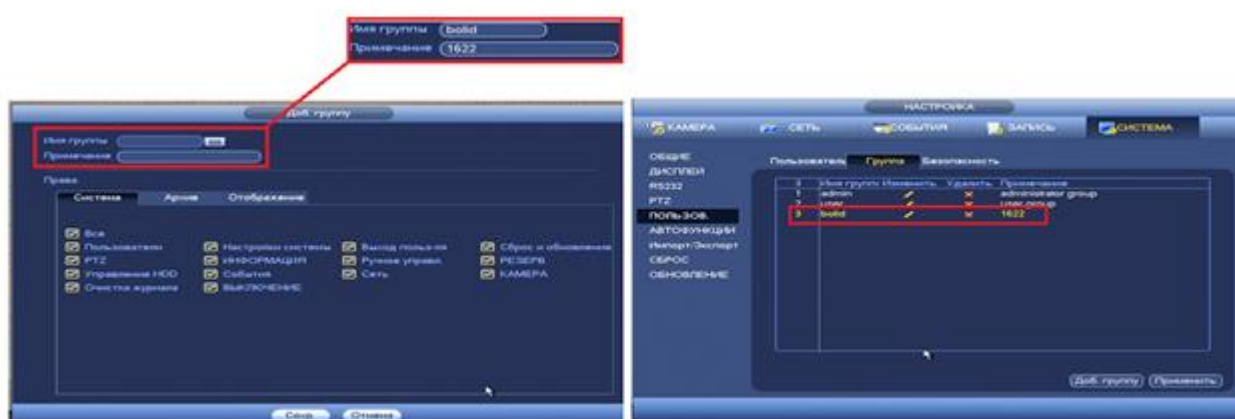 Имя группы bolid
Примечание 1622
Доб. группу
Имя группы
Примечание
Права
Система Архив Отображение
Все
Пользователи Настройки системы Выход польз-ля Сброс и обновление
PTZ ИНФОРМАЦИЯ Ручное управл. РЕЗЕРВ
Управление HDD События Сеть КАМЕРА
Очистка журнала ВЫКЛЮЧЕНИЕ
Сохр. Отмена
НАСТРОЙКА
КАМЕРА СЕТЬ СОБЫТИЯ ЗАПИСЬ СИСТЕМА
ОБЩИЕ
ДИСПЛЕЙ
RS232
PTZ
ПОЛЬЗОВ.
АВТОФУНКЦИИ
Импорт/Экспорт
СБРОС
ОБНОВЛЕНИЕ
Пользователь Группа Безопасность
3 Имя групп Изменить Удалить Примечание
1 admin administrator group
2 user user group
3 bolid 1622
Доб. группу Применить